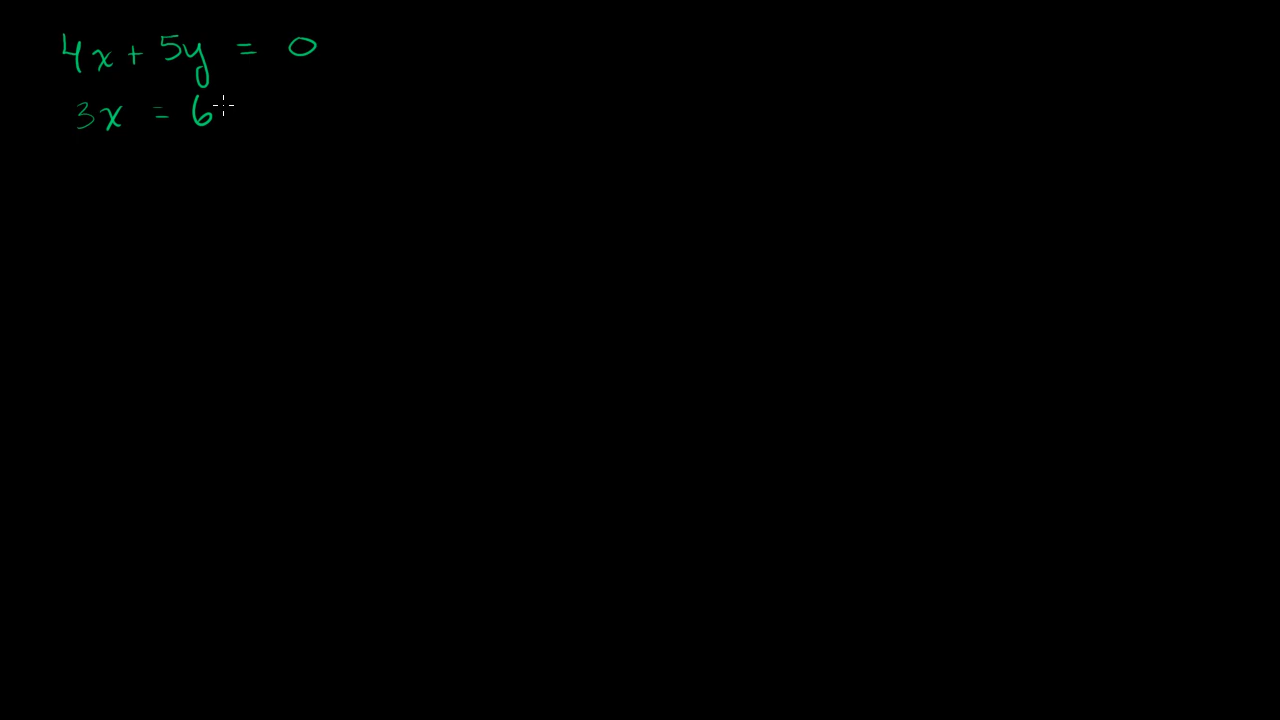 4x + 5y = 0
3x = 6